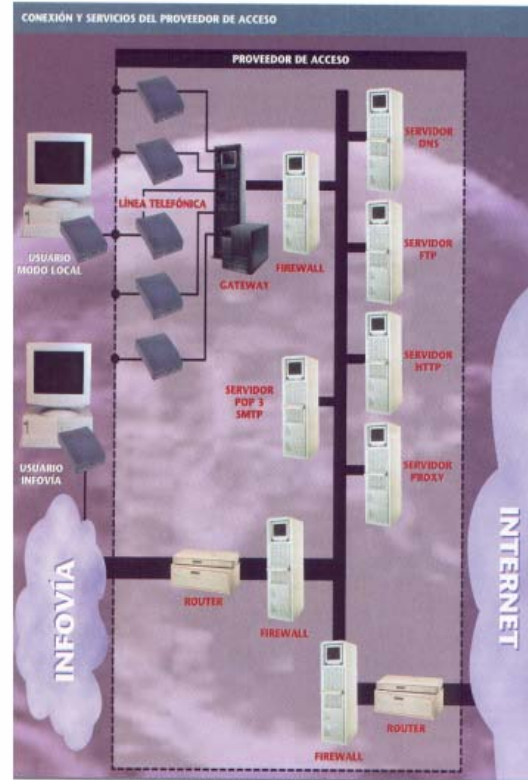 CONEXIÓN Y SERVICIOS DEL PROVEEDOR DE ACCESO
PROVEEDOR DE ACCESO
SERVIDOR
DNS
LÍNEA TELEFÓNICA
USUARIO
MODO LOCAL
GATEWAY
FIREWALL
SERVIDOR
FTP
SERVIDOR
HTTP
SERVIDOR
POP 3
SMTP
USUARIO
INFOVÍA
SERVIDOR
PROXY
INFOVÍA
INTERNET
ROUTER
FIREWALL
FIREWALL
ROUTER